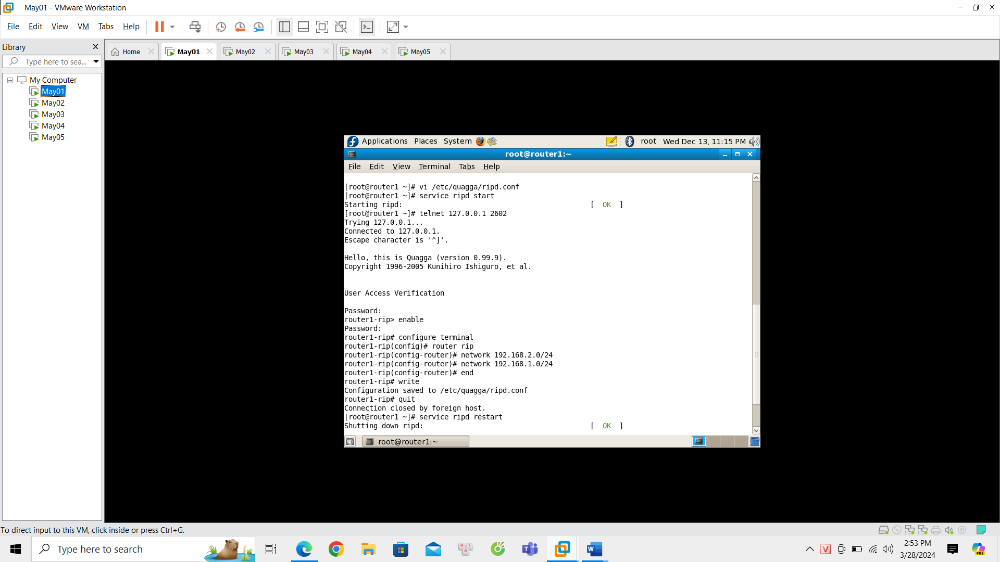 May01 - VMware Workstation
File Edit View VM Tabs Help
Library
Type here to sea...
My Computer
May01
May02
May03
May04
May05
Home May01 May02 May03 May04 May05
Applications Places System root Wed Dec 13, 11:15 PM
root@router1:~
File Edit View Terminal Tabs Help
[root@router1 ~]# vi /etc/quagga/ripd.conf
[root@router1 ~]# service ripd start
Starting ripd: [ OK ]
[root@router1 ~]# telnet 127.0.0.1 2602
Trying 127.0.0.1...
Connected to 127.0.0.1.
Escape character is '^]'.
Hello, this is Quagga (version 0.99.9).
Copyright 1996-2005 Kunihiro Ishiguro, et al.
User Access Verification
Password:
router1-rip> enable
Password:
router1-rip# configure terminal
router1-rip(config)# router rip
router1-rip(config-router)# network 192.168.2.0/24
router1-rip(config-router)# network 192.168.1.0/24
router1-rip(config-router)# end
router1-rip# write
Configuration saved to /etc/quagga/ripd.conf
router1-rip# quit
Connection closed by foreign host.
[root@router1 ~]# service ripd restart
Shutting down ripd: [ OK ]
root@router1:~
To direct input to this VM, click inside or press Ctrl+G.
Type here to search
2:53 PM
3/28/2024